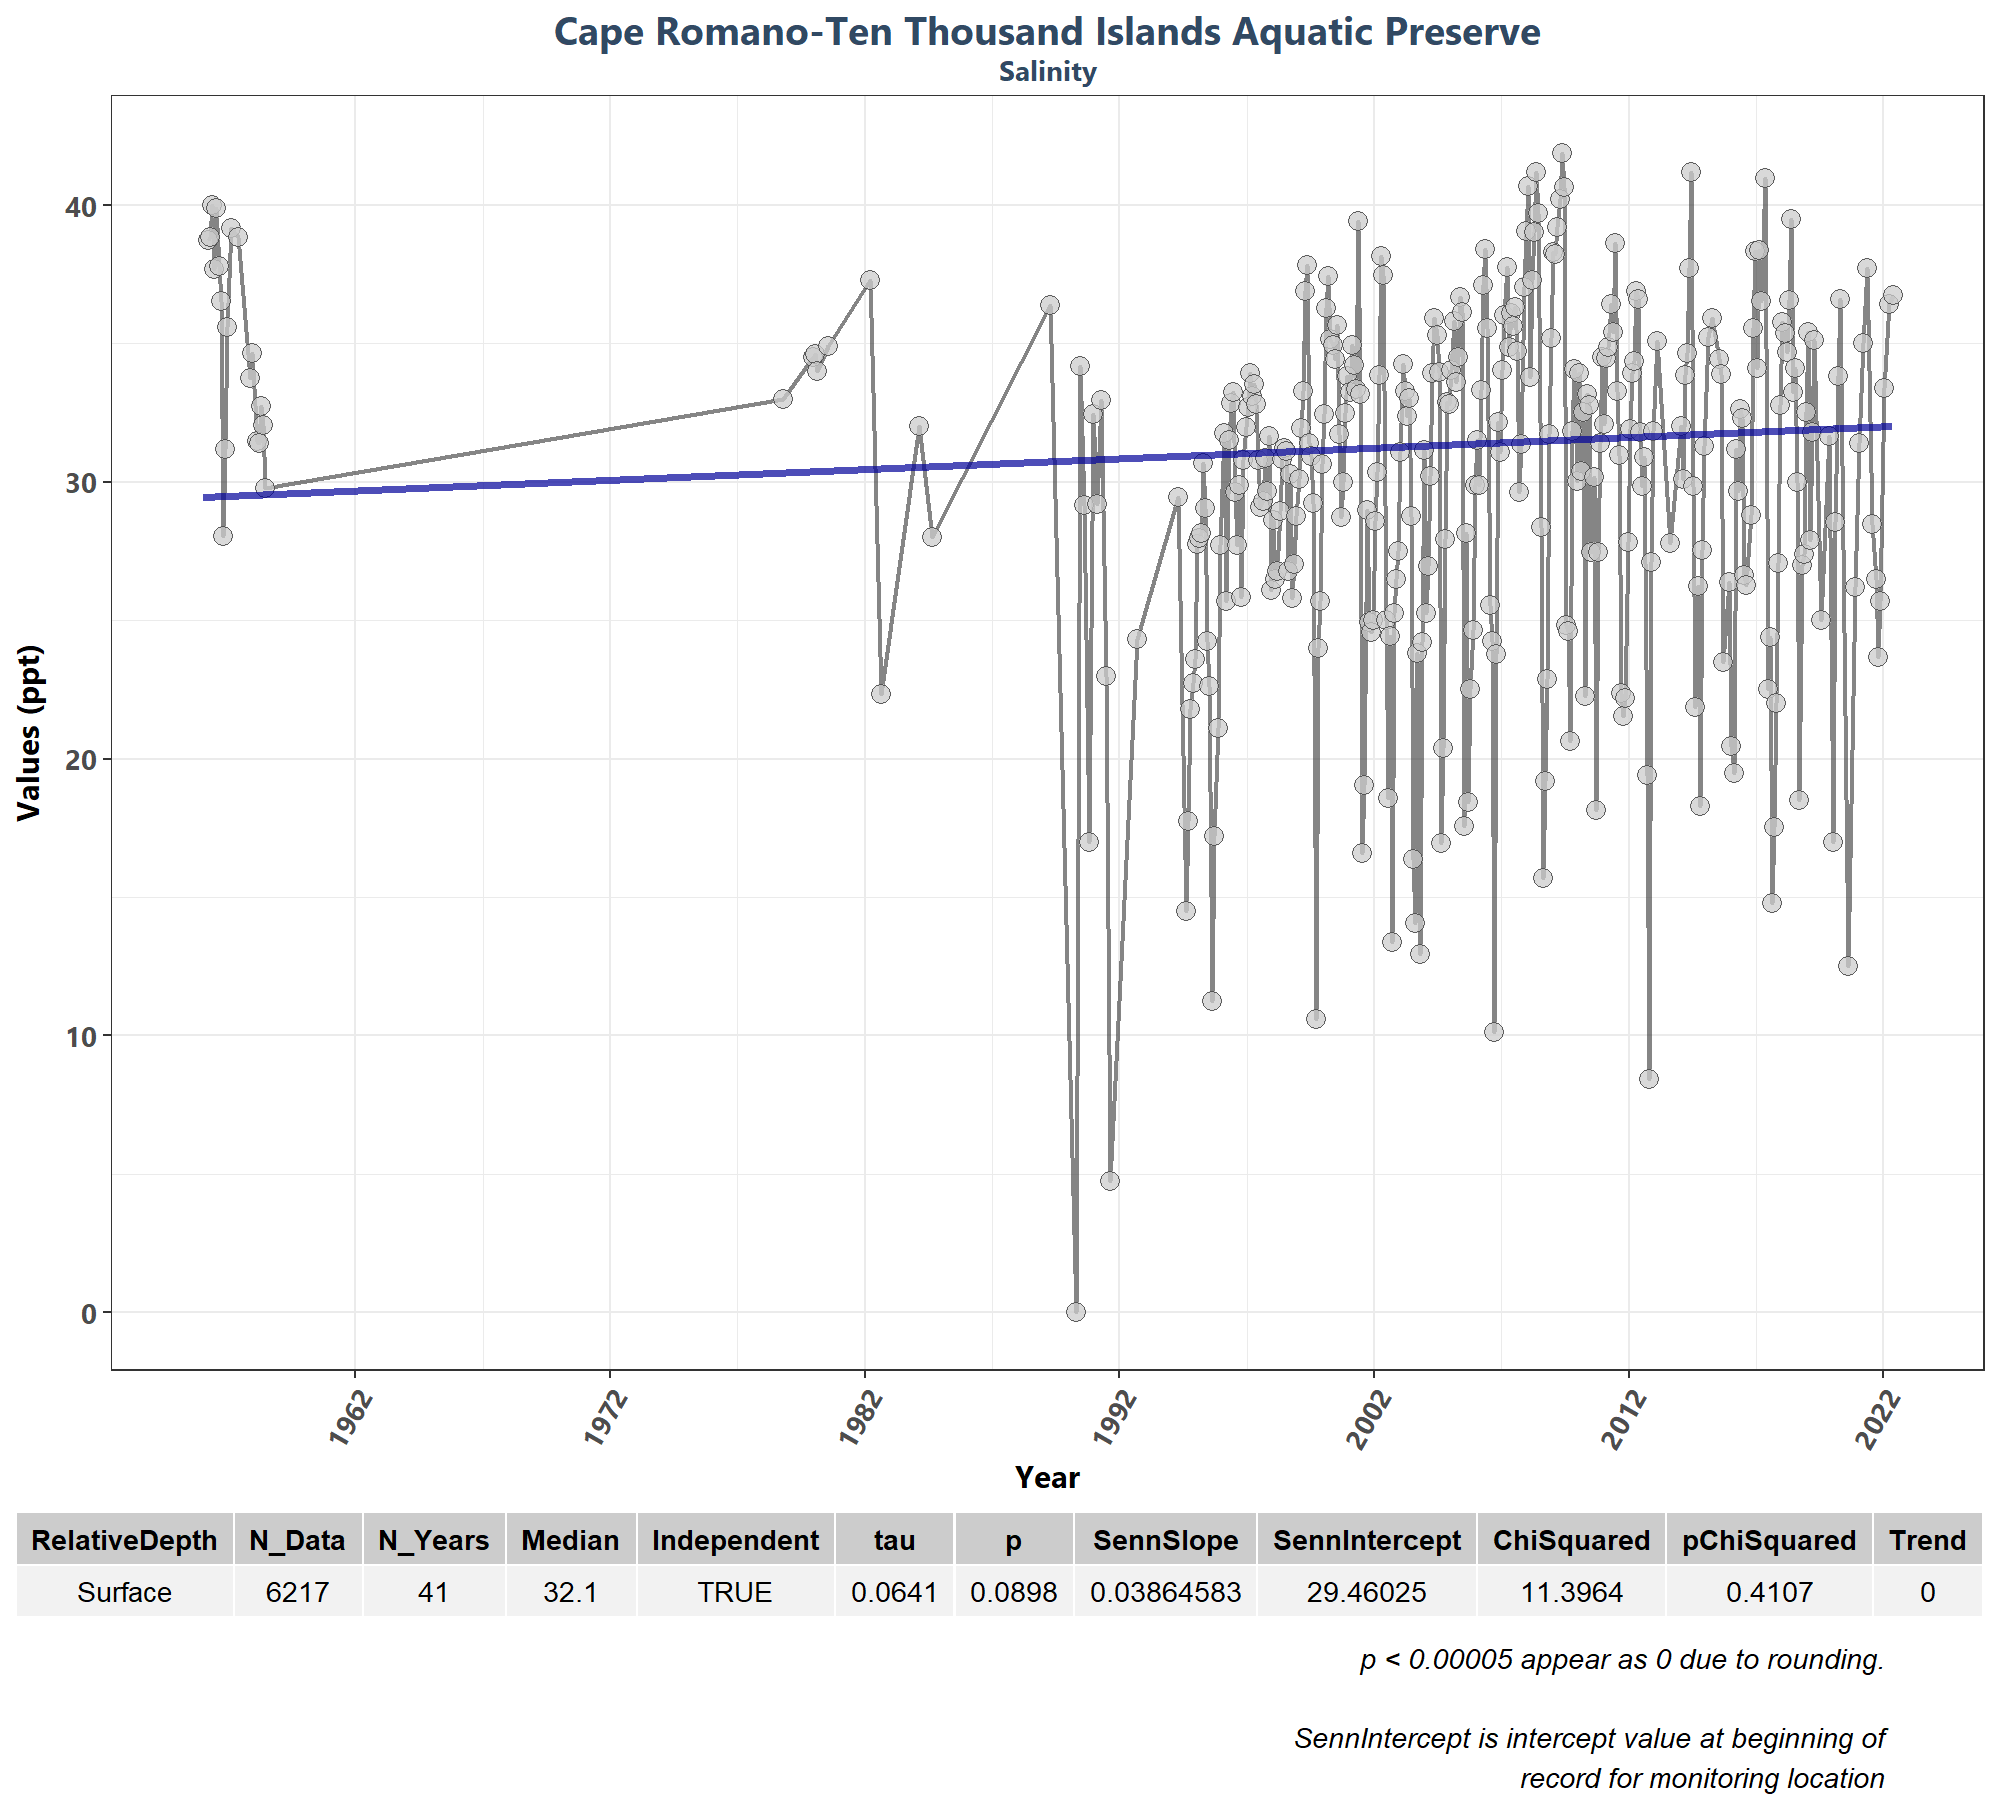 Cape Romano-Ten Thousand Islands Aquatic Preserve
Salinity
Values (ppt)
40
30
20
10
0
1962
1972
1982
1992
2002
2012
2022
Year
RelativeDepth N_Data N_Years Median Independent tau p SennSlope SennIntercept ChiSquared pChiSquared Trend
Surface 6217 41 32.1 TRUE 0.0641 0.0898 0.03864583 29.46025 11.3964 0.4107 0
p < 0.00005 appear as 0 due to rounding.
SennIntercept is intercept value at beginning of
record for monitoring location